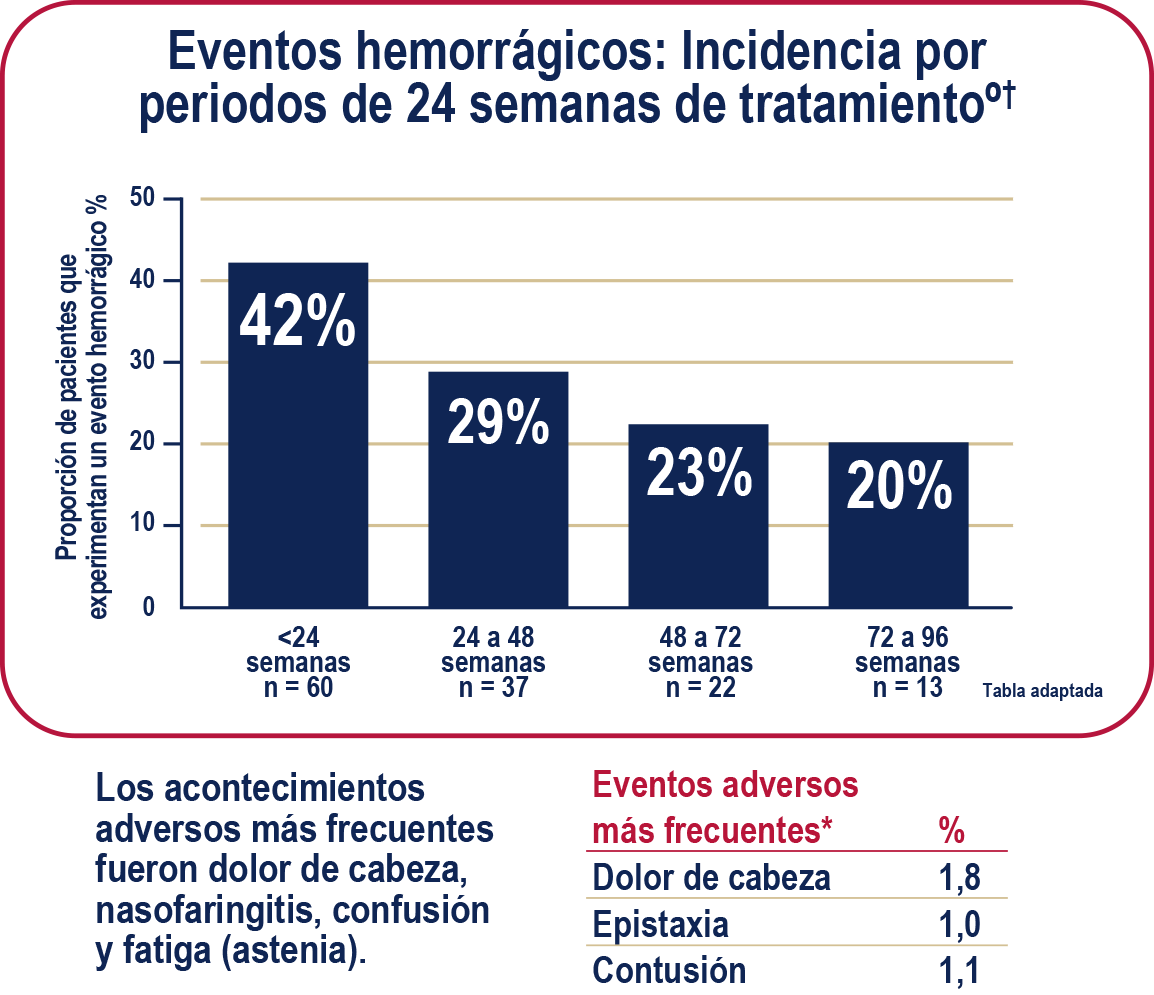 Eventos hemorrágicos: Incidencia por
periodos de 24 semanas de tratamientoº†
Proporción de pacientes que
experimentan un evento hemorrágico %
50
40
30
20
10
0
42%
29%
23%
20%
<24
semanas
n = 60
24 a 48
semanas
n = 37
48 a 72
semanas
n = 22
72 a 96
semanas
n = 13
Tabla adaptada
Los acontecimientos
adversos más frecuentes
fueron dolor de cabeza,
nasofaringitis, confusión
y fatiga (astenia).
Eventos adversos
más frecuentes* %
Dolor de cabeza 1,8
Epistaxia 1,0
Contusión 1,1